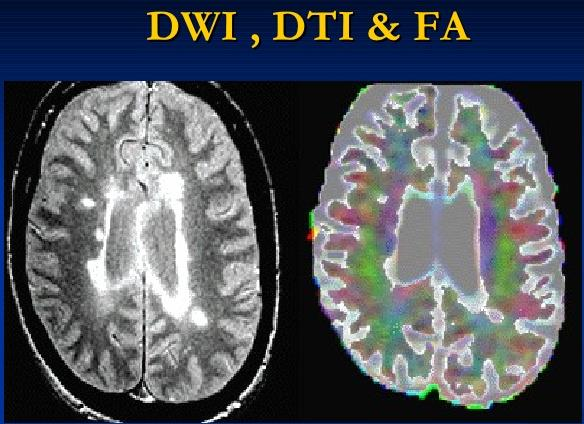 DWI , DTI & FA